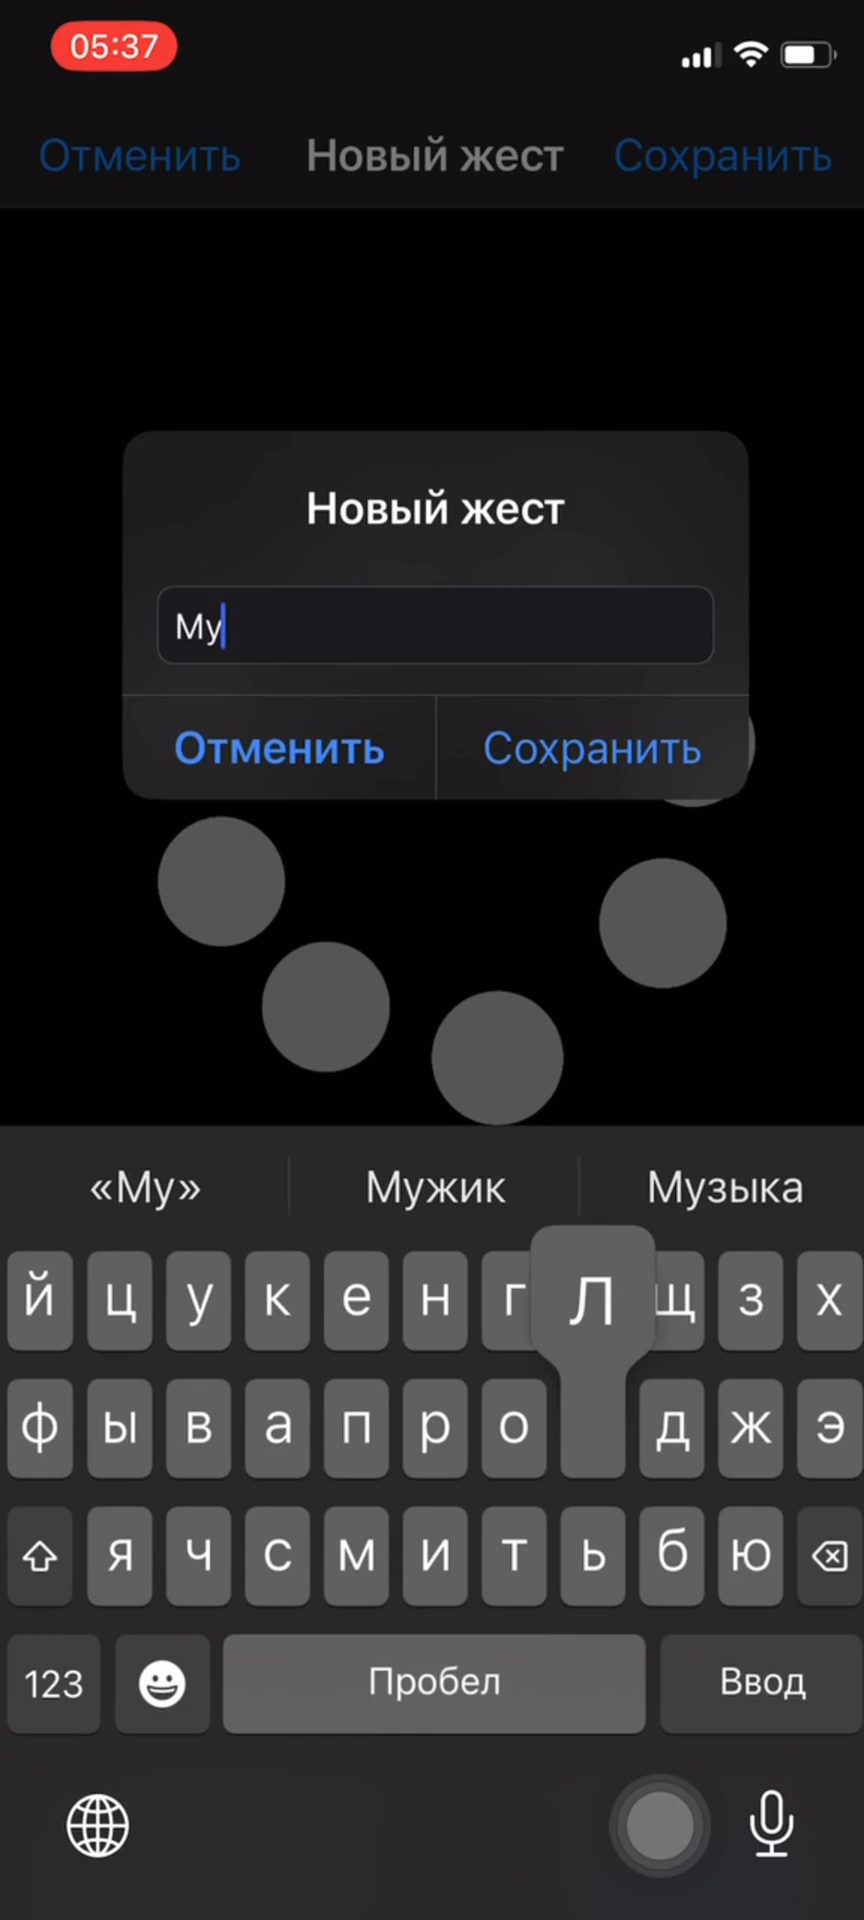 05:37
Отменить Новый жест Сохранить
Новый жест
Му
Отменить Сохранить
«Му» Мужик Музыка
й ц у к е н г Л щ з х
ф ы в а п р о д ж э
я ч с м и т ь б ю
123 Пробел Ввод